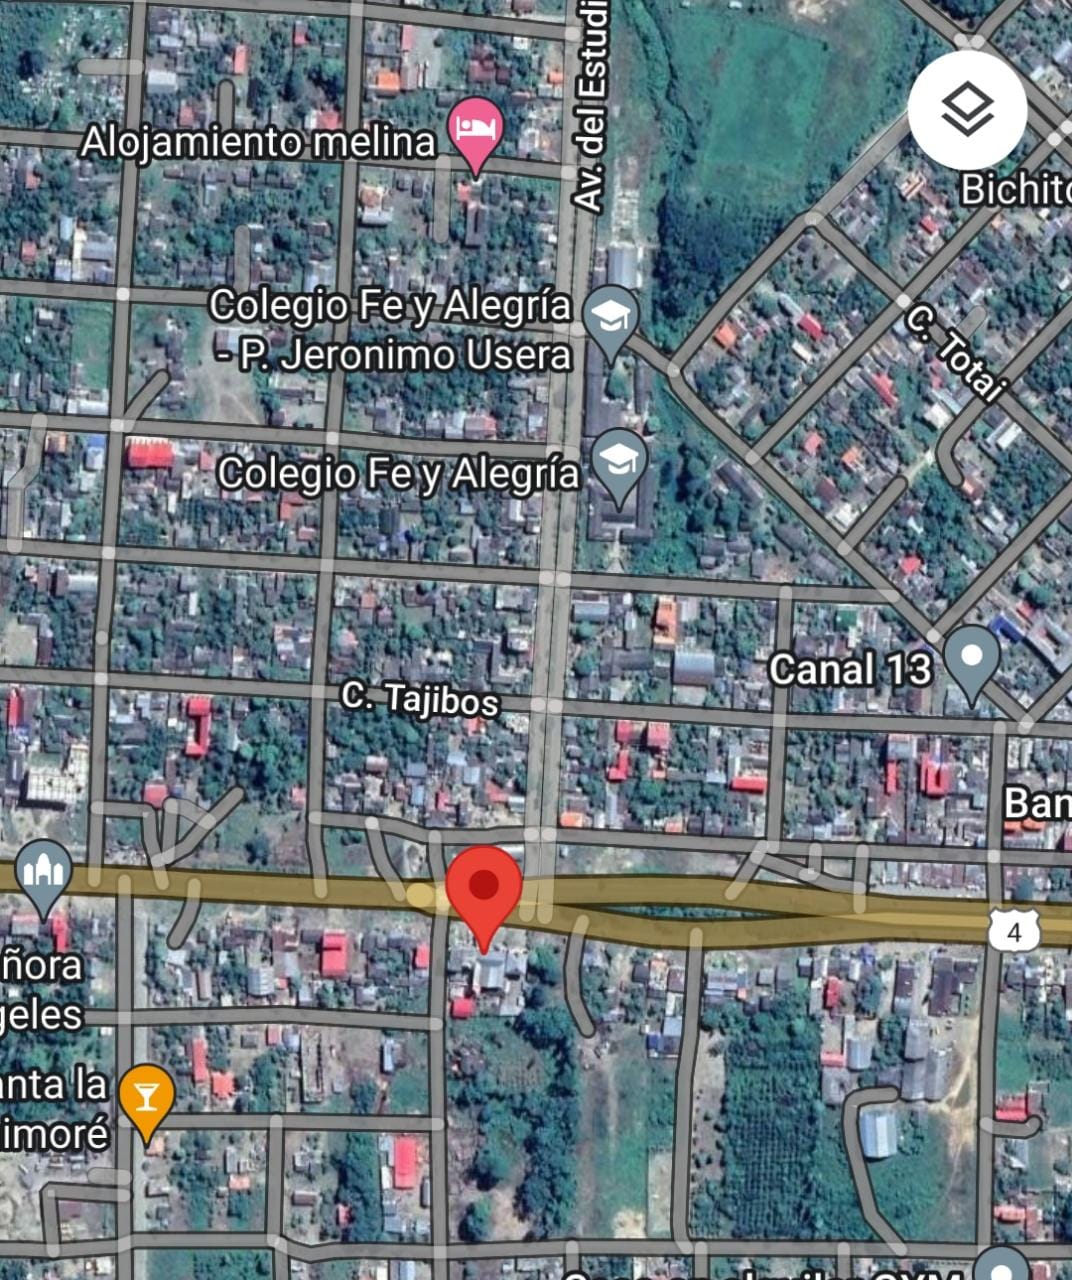 Av. del Estudi
Alojamiento melina
Bichito
Colegio Fe y Alegría
- P. Jeronimo Usera
C. Totai
Colegio Fe y Alegría
Canal 13
C. Tajibos
Ban
4
ñora
geles
anta la
imoré